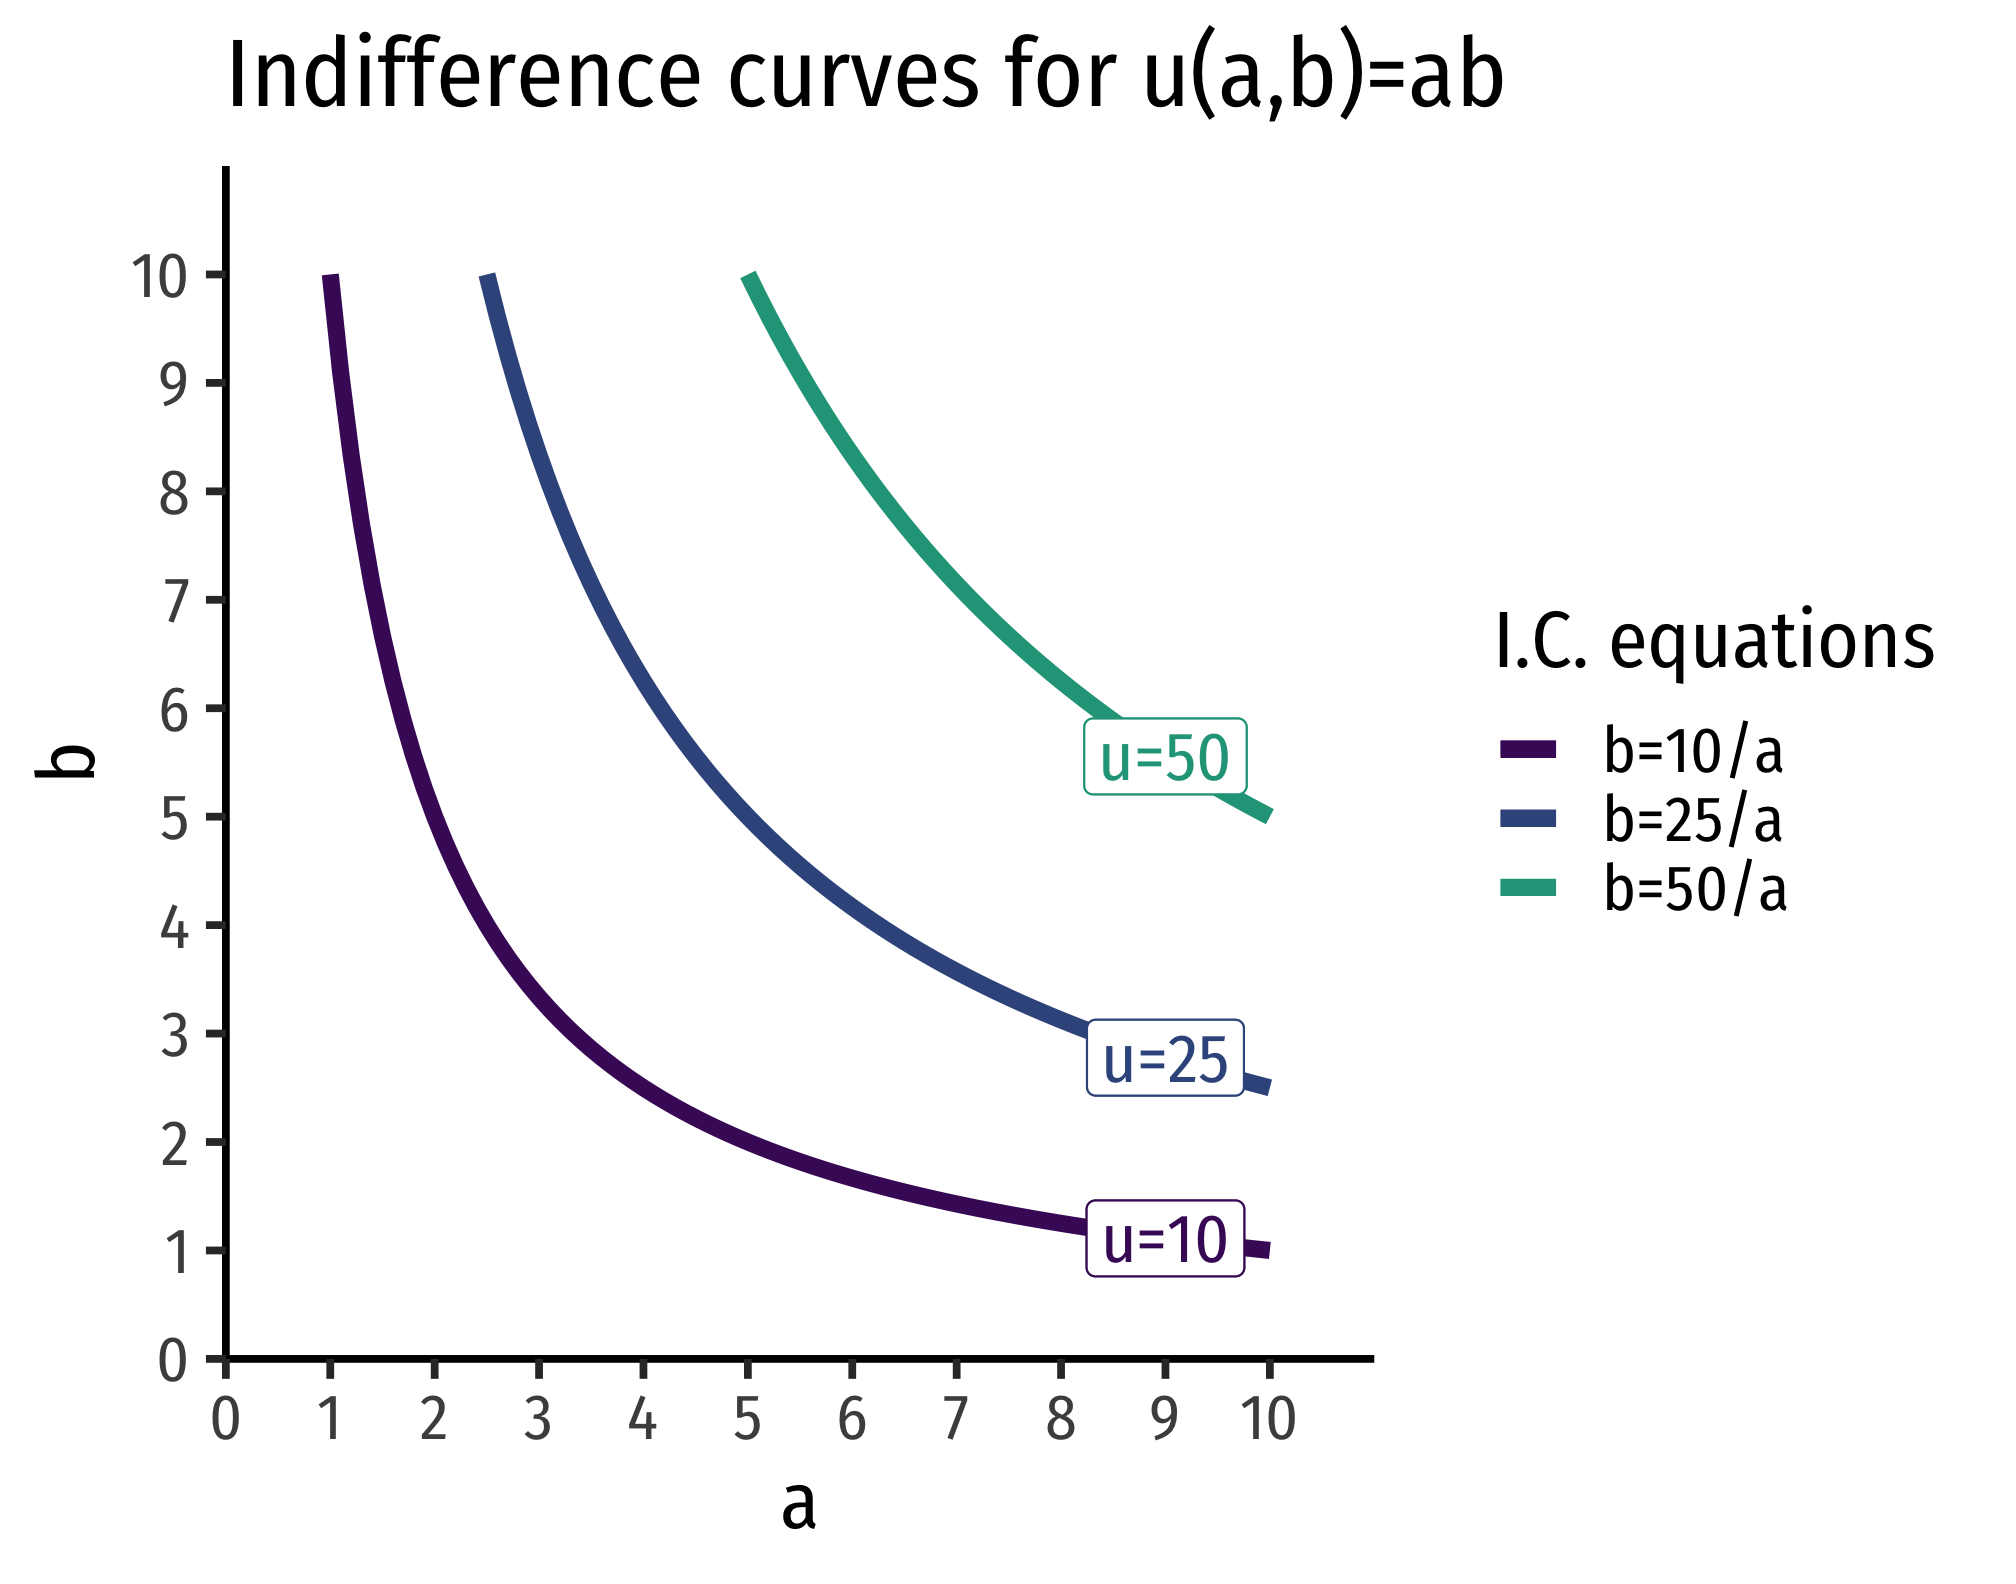 Indifference curves for u(a,b)=ab
10
9
8
7
6
5
4
3
2
1
0
b
u=50
u=25
u=10
0 1 2 3 4 5 6 7 8 9 10
a
I.C. equations
b=10/a
b=25/a
b=50/a